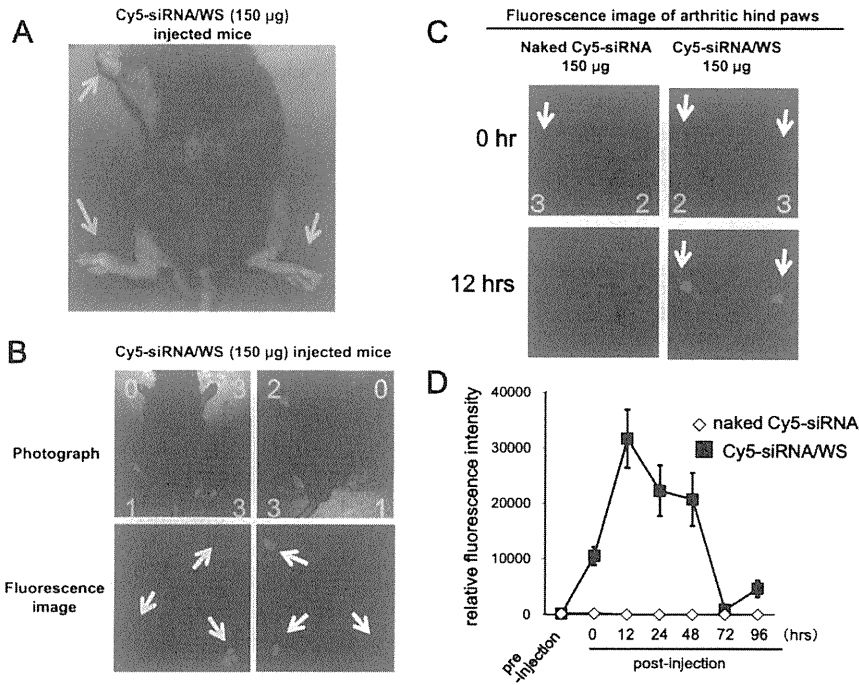 A
Cy5-siRNA/WS (150 µg)
injected mice
B
Cy5-siRNA/WS (150 µg) injected mice
Photograph
0 3
2 0
1 3
3 1
Fluorescence
image
C
Fluorescence image of arthritic hind paws
Naked Cy5-siRNA
150 µg
Cy5-siRNA/WS
150 µg
0 hr
3 2
2 3
12 hrs
D
relative fluorescence intensity
40000
30000
20000
10000
0
naked Cy5-siRNA
Cy5-siRNA/WS
pre
-injection
0 12 24 48 72 96 (hrs)
post-injection